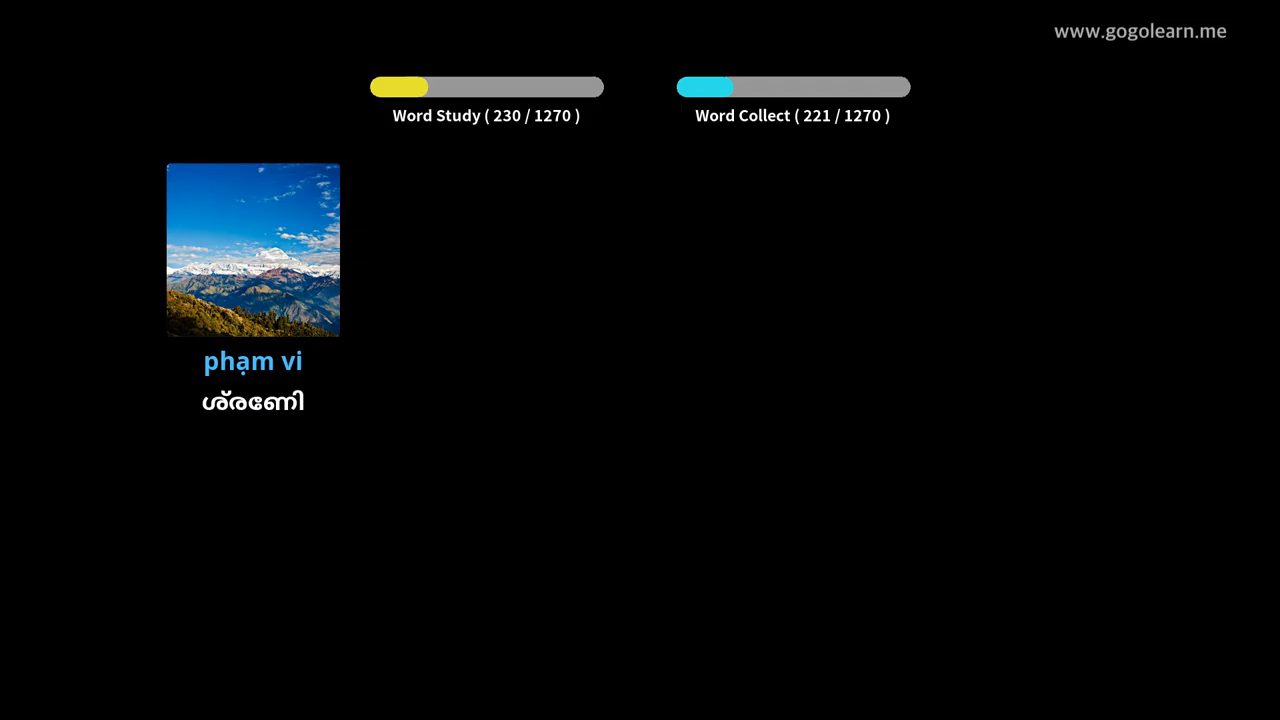 www.gogolearn.me
Word Study ( 230 / 1270 )
Word Collect ( 221 / 1270 )
phạm vi
ശ്രേണി